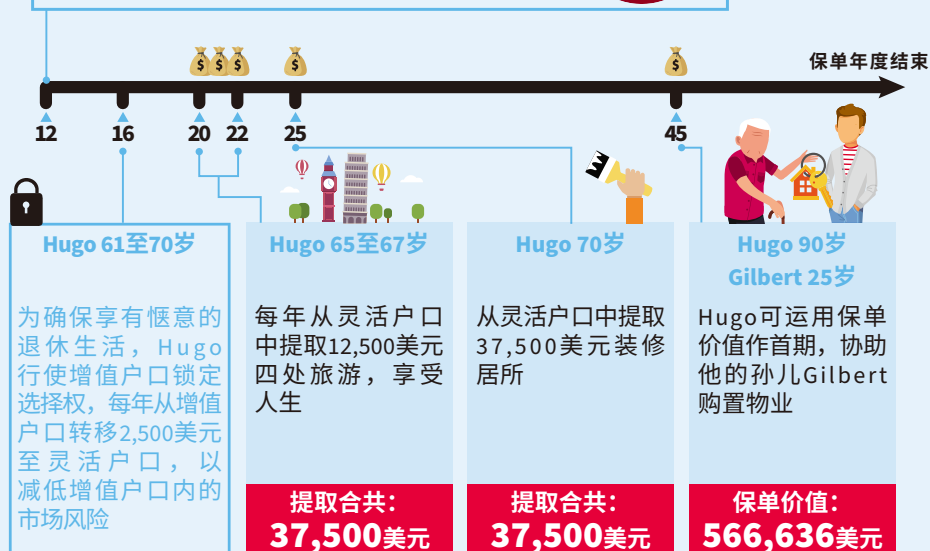 保单年度结束
12 16 20 22 25 45
Hugo 61至70岁
为确保享有惬意的
退休生活，Hugo
行使增值户口锁定
选择权，每年从增值
户口转移2,500美元
至灵活户口，以
减低增值户口内的
市场风险
Hugo 65至67岁
每年从灵活户口
中提取12,500美元
四处旅游，享受
人生
提取合共：
37,500美元
Hugo 70岁
从灵活户口中提取
37,500美元装修
居所
提取合共：
37,500美元
Hugo 90岁
Gilbert 25岁
Hugo可运用保单
价值作首期，协助
他的孙儿Gilbert
购置物业
保单价值：
566,636美元